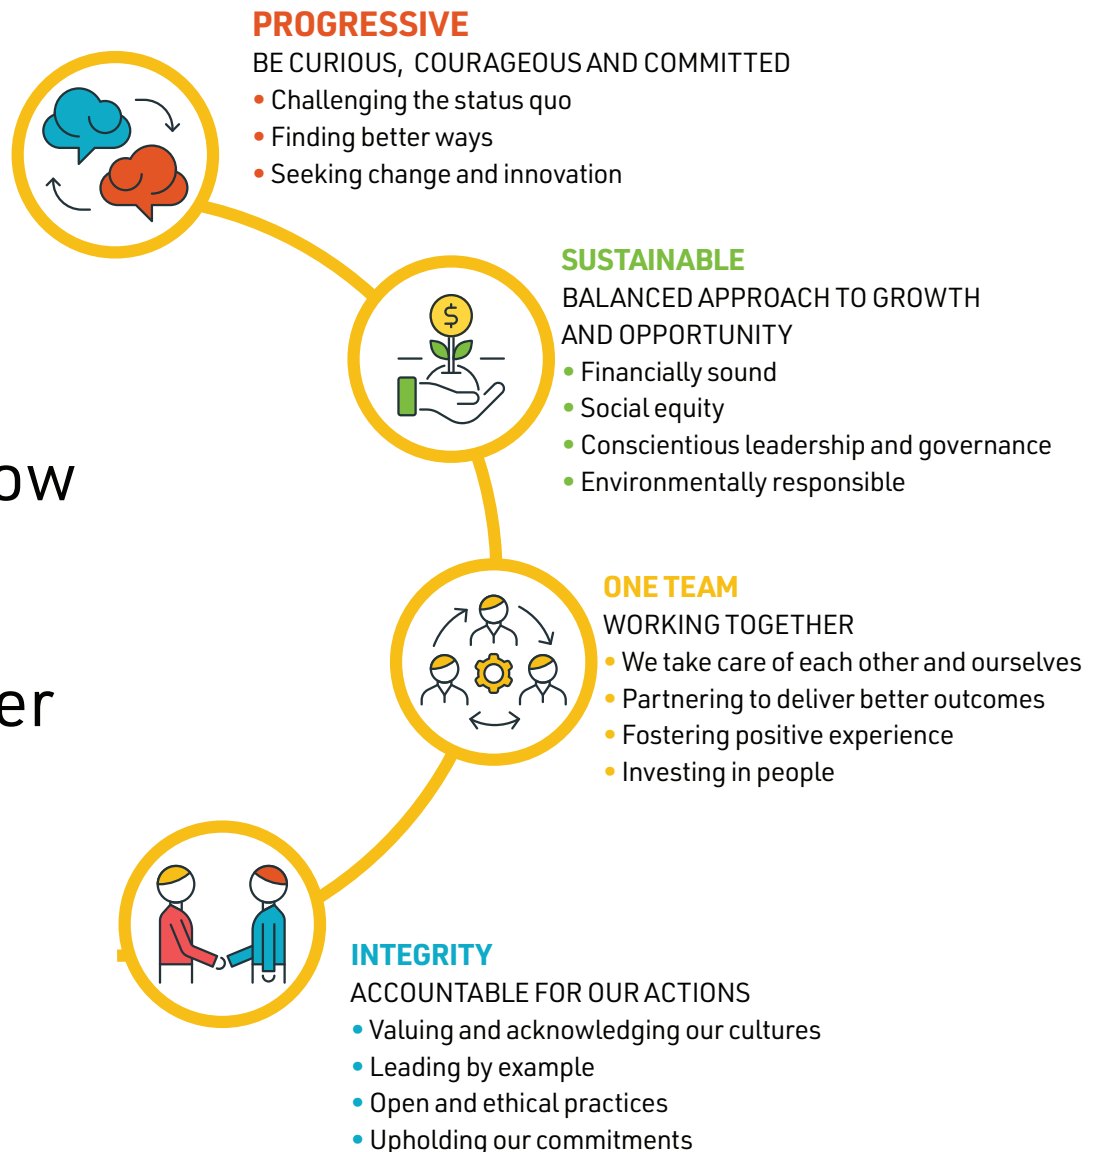 PROGRESSIVE
BE CURIOUS, COURAGEOUS AND COMMITTED
• Challenging the status quo
• Finding better ways
• Seeking change and innovation
$
SUSTAINABLE
BALANCED APPROACH TO GROWTH
AND OPPORTUNITY
• Financially sound
• Social equity
• Conscientious leadership and governance
• Environmentally responsible
ow
ONE TEAM
WORKING TOGETHER
• We take care of each other and ourselves
• Partnering to deliver better outcomes
• Fostering positive experience
• Investing in people
er
INTEGRITY
ACCOUNTABLE FOR OUR ACTIONS
• Valuing and acknowledging our cultures
• Leading by example
• Open and ethical practices
• Upholding our commitments